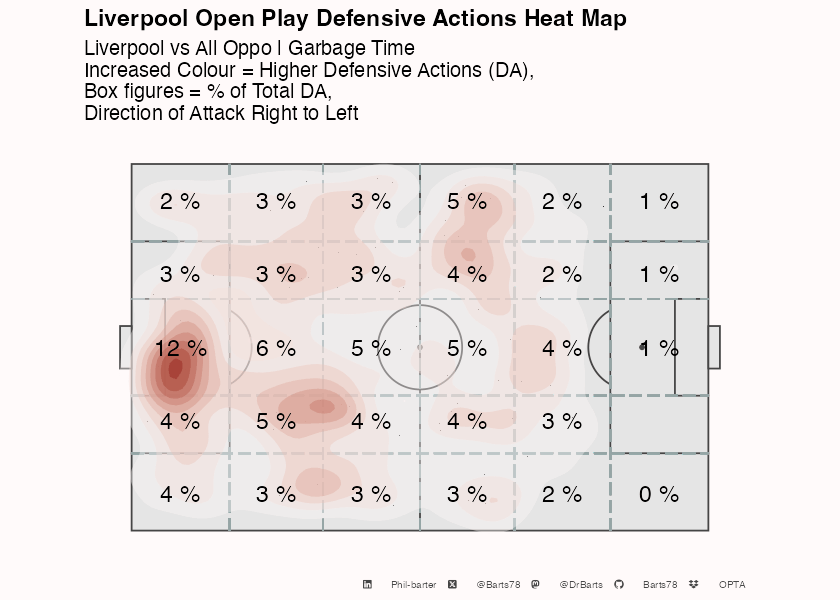 Liverpool Open Play Defensive Actions Heat Map
Liverpool vs All Oppo | Garbage Time
Increased Colour = Higher Defensive Actions (DA),
Box figures = % of Total DA,
Direction of Attack Right to Left
2 % 3 % 3 % 5 % 2 % 1 %
3 % 3 % 3 % 4 % 2 % 1 %
12 % 6 % 5 % 5 % 4 % 1 %
4 % 5 % 4 % 4 % 3 %
4 % 3 % 3 % 3 % 2 % 0 %
Phil-barter @Barts78 @DrBarts Barts78 OPTA